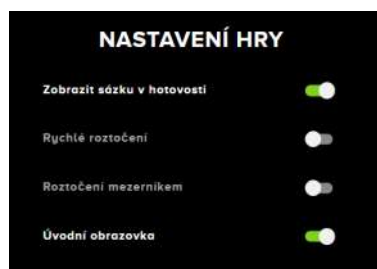 NASTAVENÍ HRY
Zobrazit sázku v hotovosti
Rychlé roztočení
Roztočení mezerníkem
Úvodní obrazovka